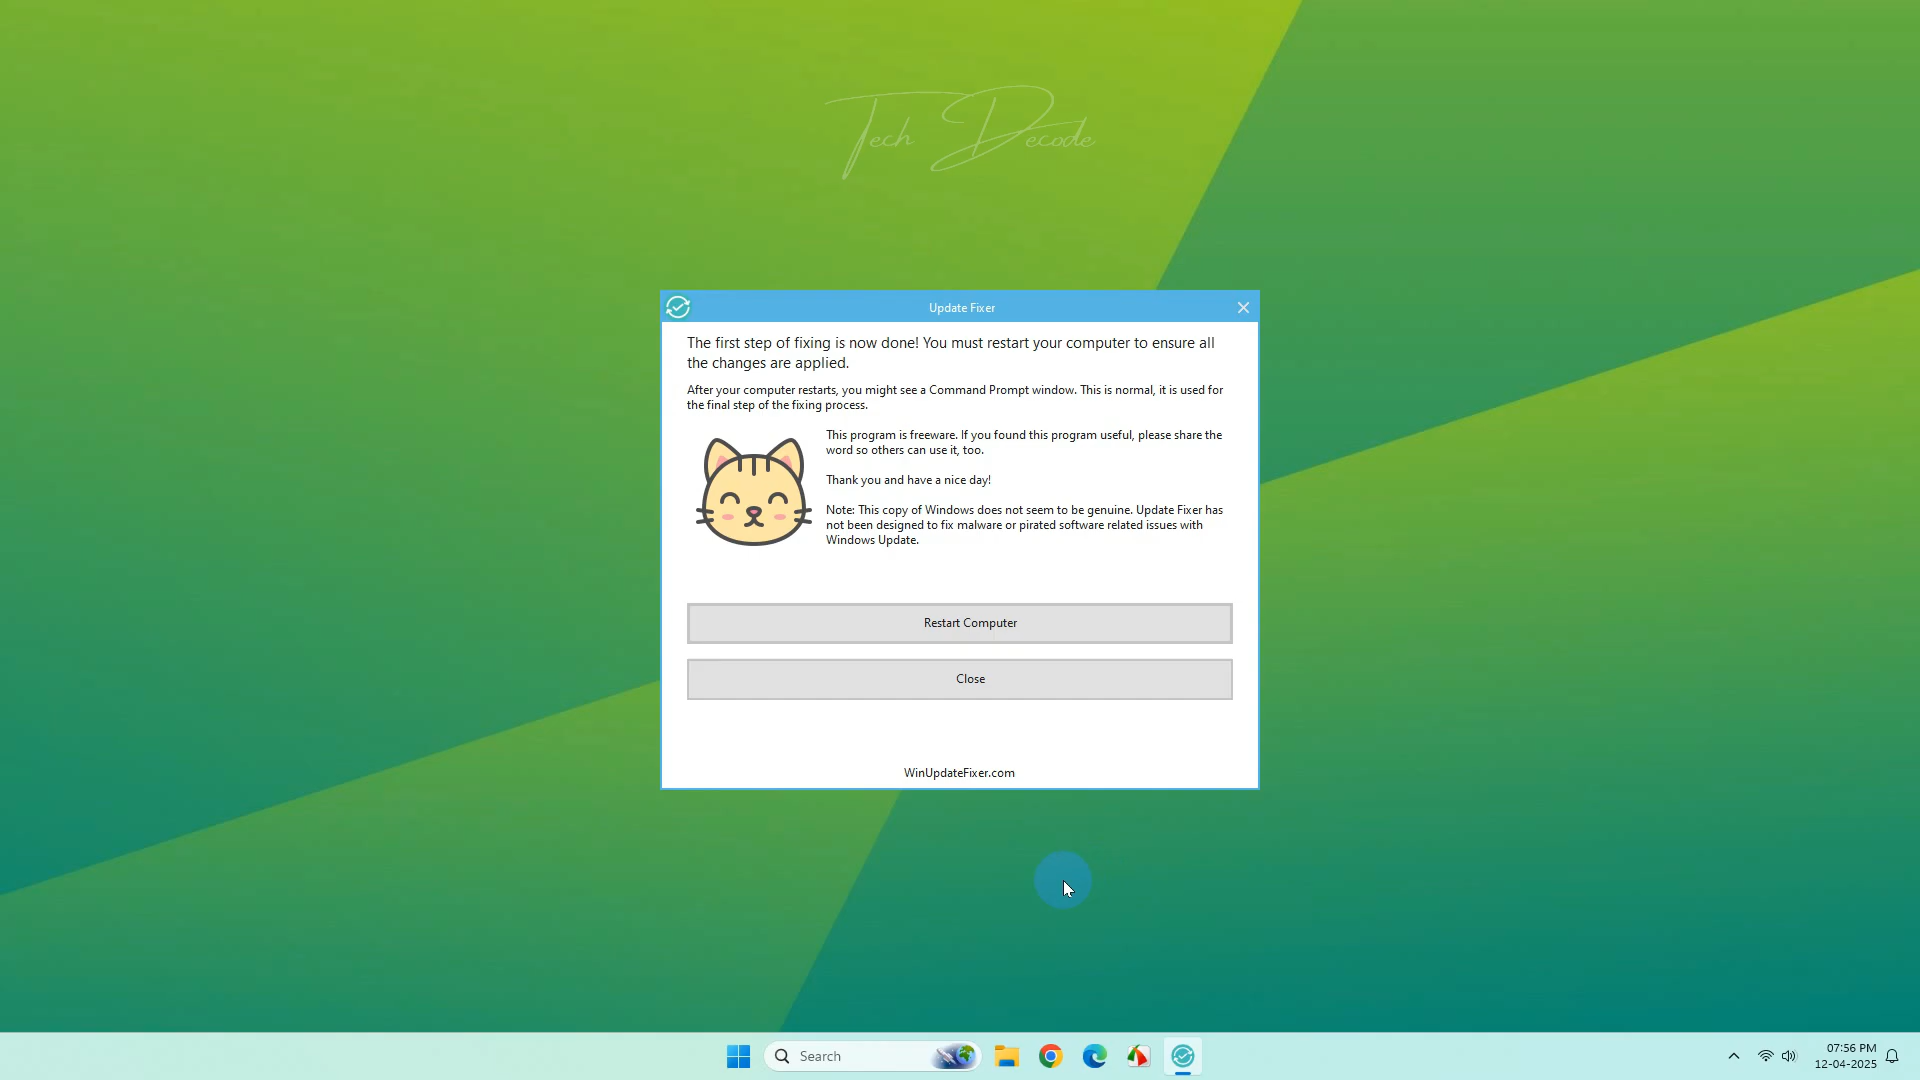 Tech Decode
Update Fixer
The first step of fixing is now done! You must restart your computer to ensure all
the changes are applied.
After your computer restarts, you might see a Command Prompt window. This is normal, it is used for
the final step of the fixing process.
This program is freeware. If you found this program useful, please share the
word so others can use it, too.
Thank you and have a nice day!
Note: This copy of Windows does not seem to be genuine. Update Fixer has
not been designed to fix malware or pirated software related issues with
Windows Update.
Restart Computer
Close
WinUpdateFixer.com
Search
07:56 PM
12-04-2025